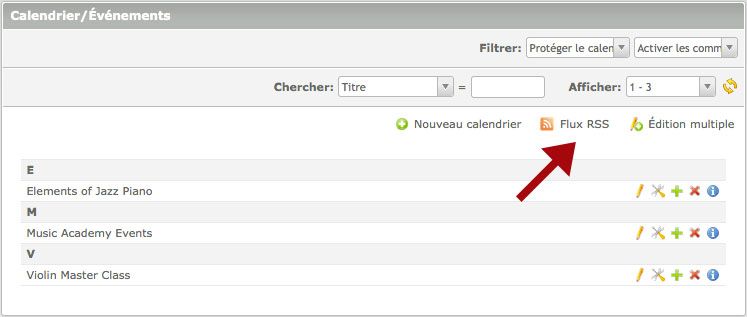 Calendrier/Événements
Filtrer: Protéger le calen Activer les comm
Chercher: Titre = Afficher: 1 - 3
Nouveau calendrier Flux RSS Édition multiple
E
Elements of Jazz Piano
M
Music Academy Events
V
Violin Master Class